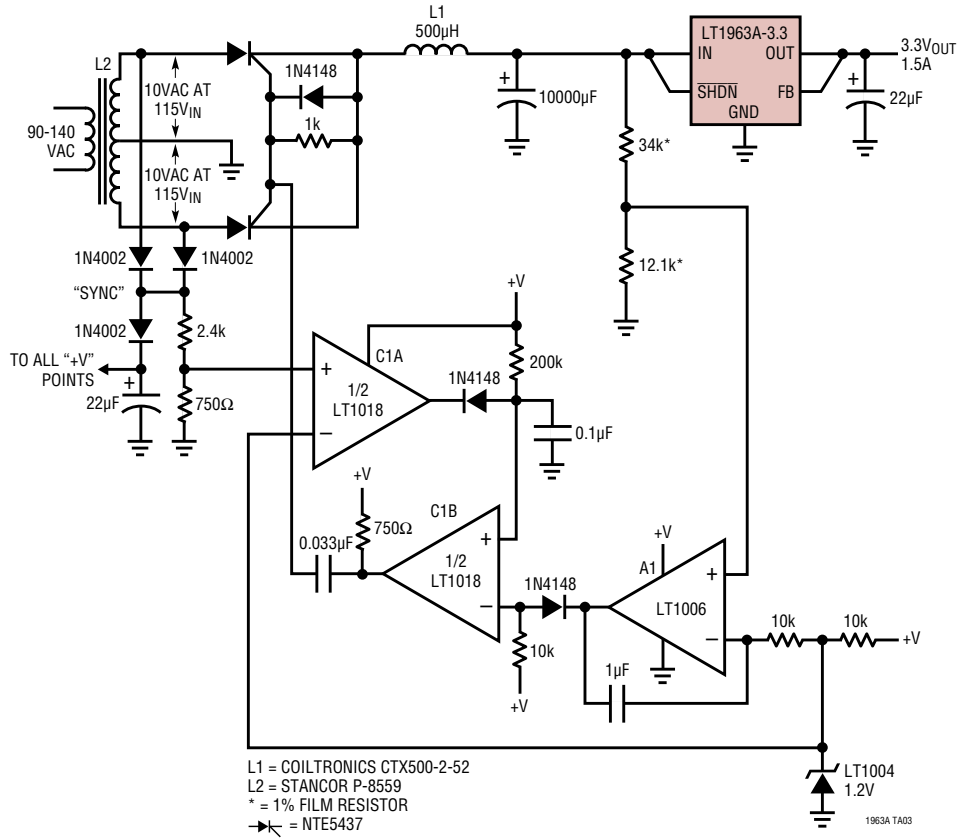 L1
500µH
LT1963A-3.3
IN
OUT
3.3VOUT
1.5A
SHDN
FB
GND
L2
10VAC AT
115VIN
1N4148
1k
10000µF
22µF
90-140
VAC
10VAC AT
115VIN
34k*
12.1k*
1N4002
1N4002
"SYNC"
1N4002
2.4k
TO ALL "+V"
POINTS
22µF
750Ω
+V
C1A
200k
1/2
LT1018
1N4148
0.1µF
+V
750Ω
C1B
0.033µF
1/2
LT1018
1N4148
+V
A1
LT1006
10k
10k
+V
10k
+V
1µF
LT1004
1.2V
L1 = COILTRONICS CTX500-2-52
L2 = STANCOR P-8559
* = 1% FILM RESISTOR
= NTE5437
1963A TA03